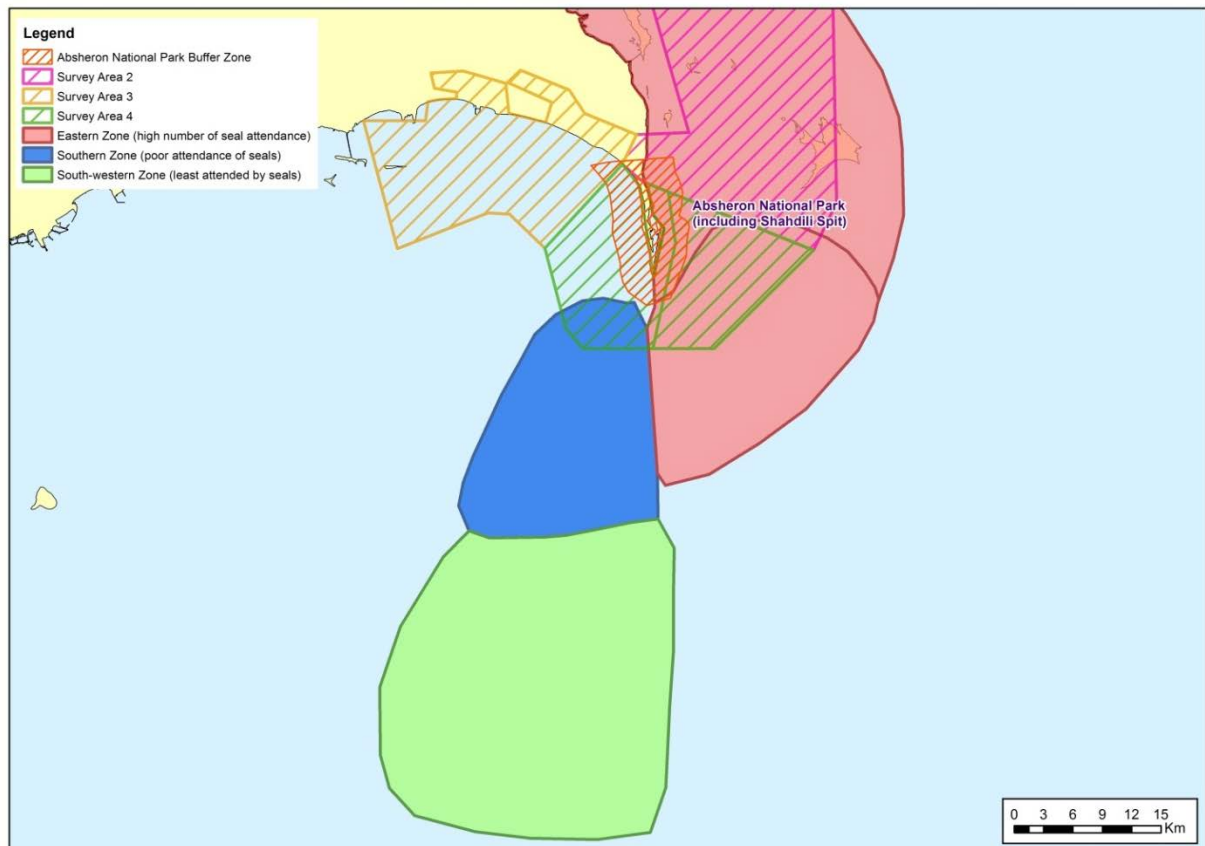 Legend
Absheron National Park Buffer Zone
Survey Area 2
Survey Area 3
Survey Area 4
Eastern Zone (high number of seal attendance)
Southern Zone (poor attendance of seals)
South-western Zone (least attended by seals)
Absheron National Park
(including Shahdili Spit)
0 3 6 9 12 15
Km